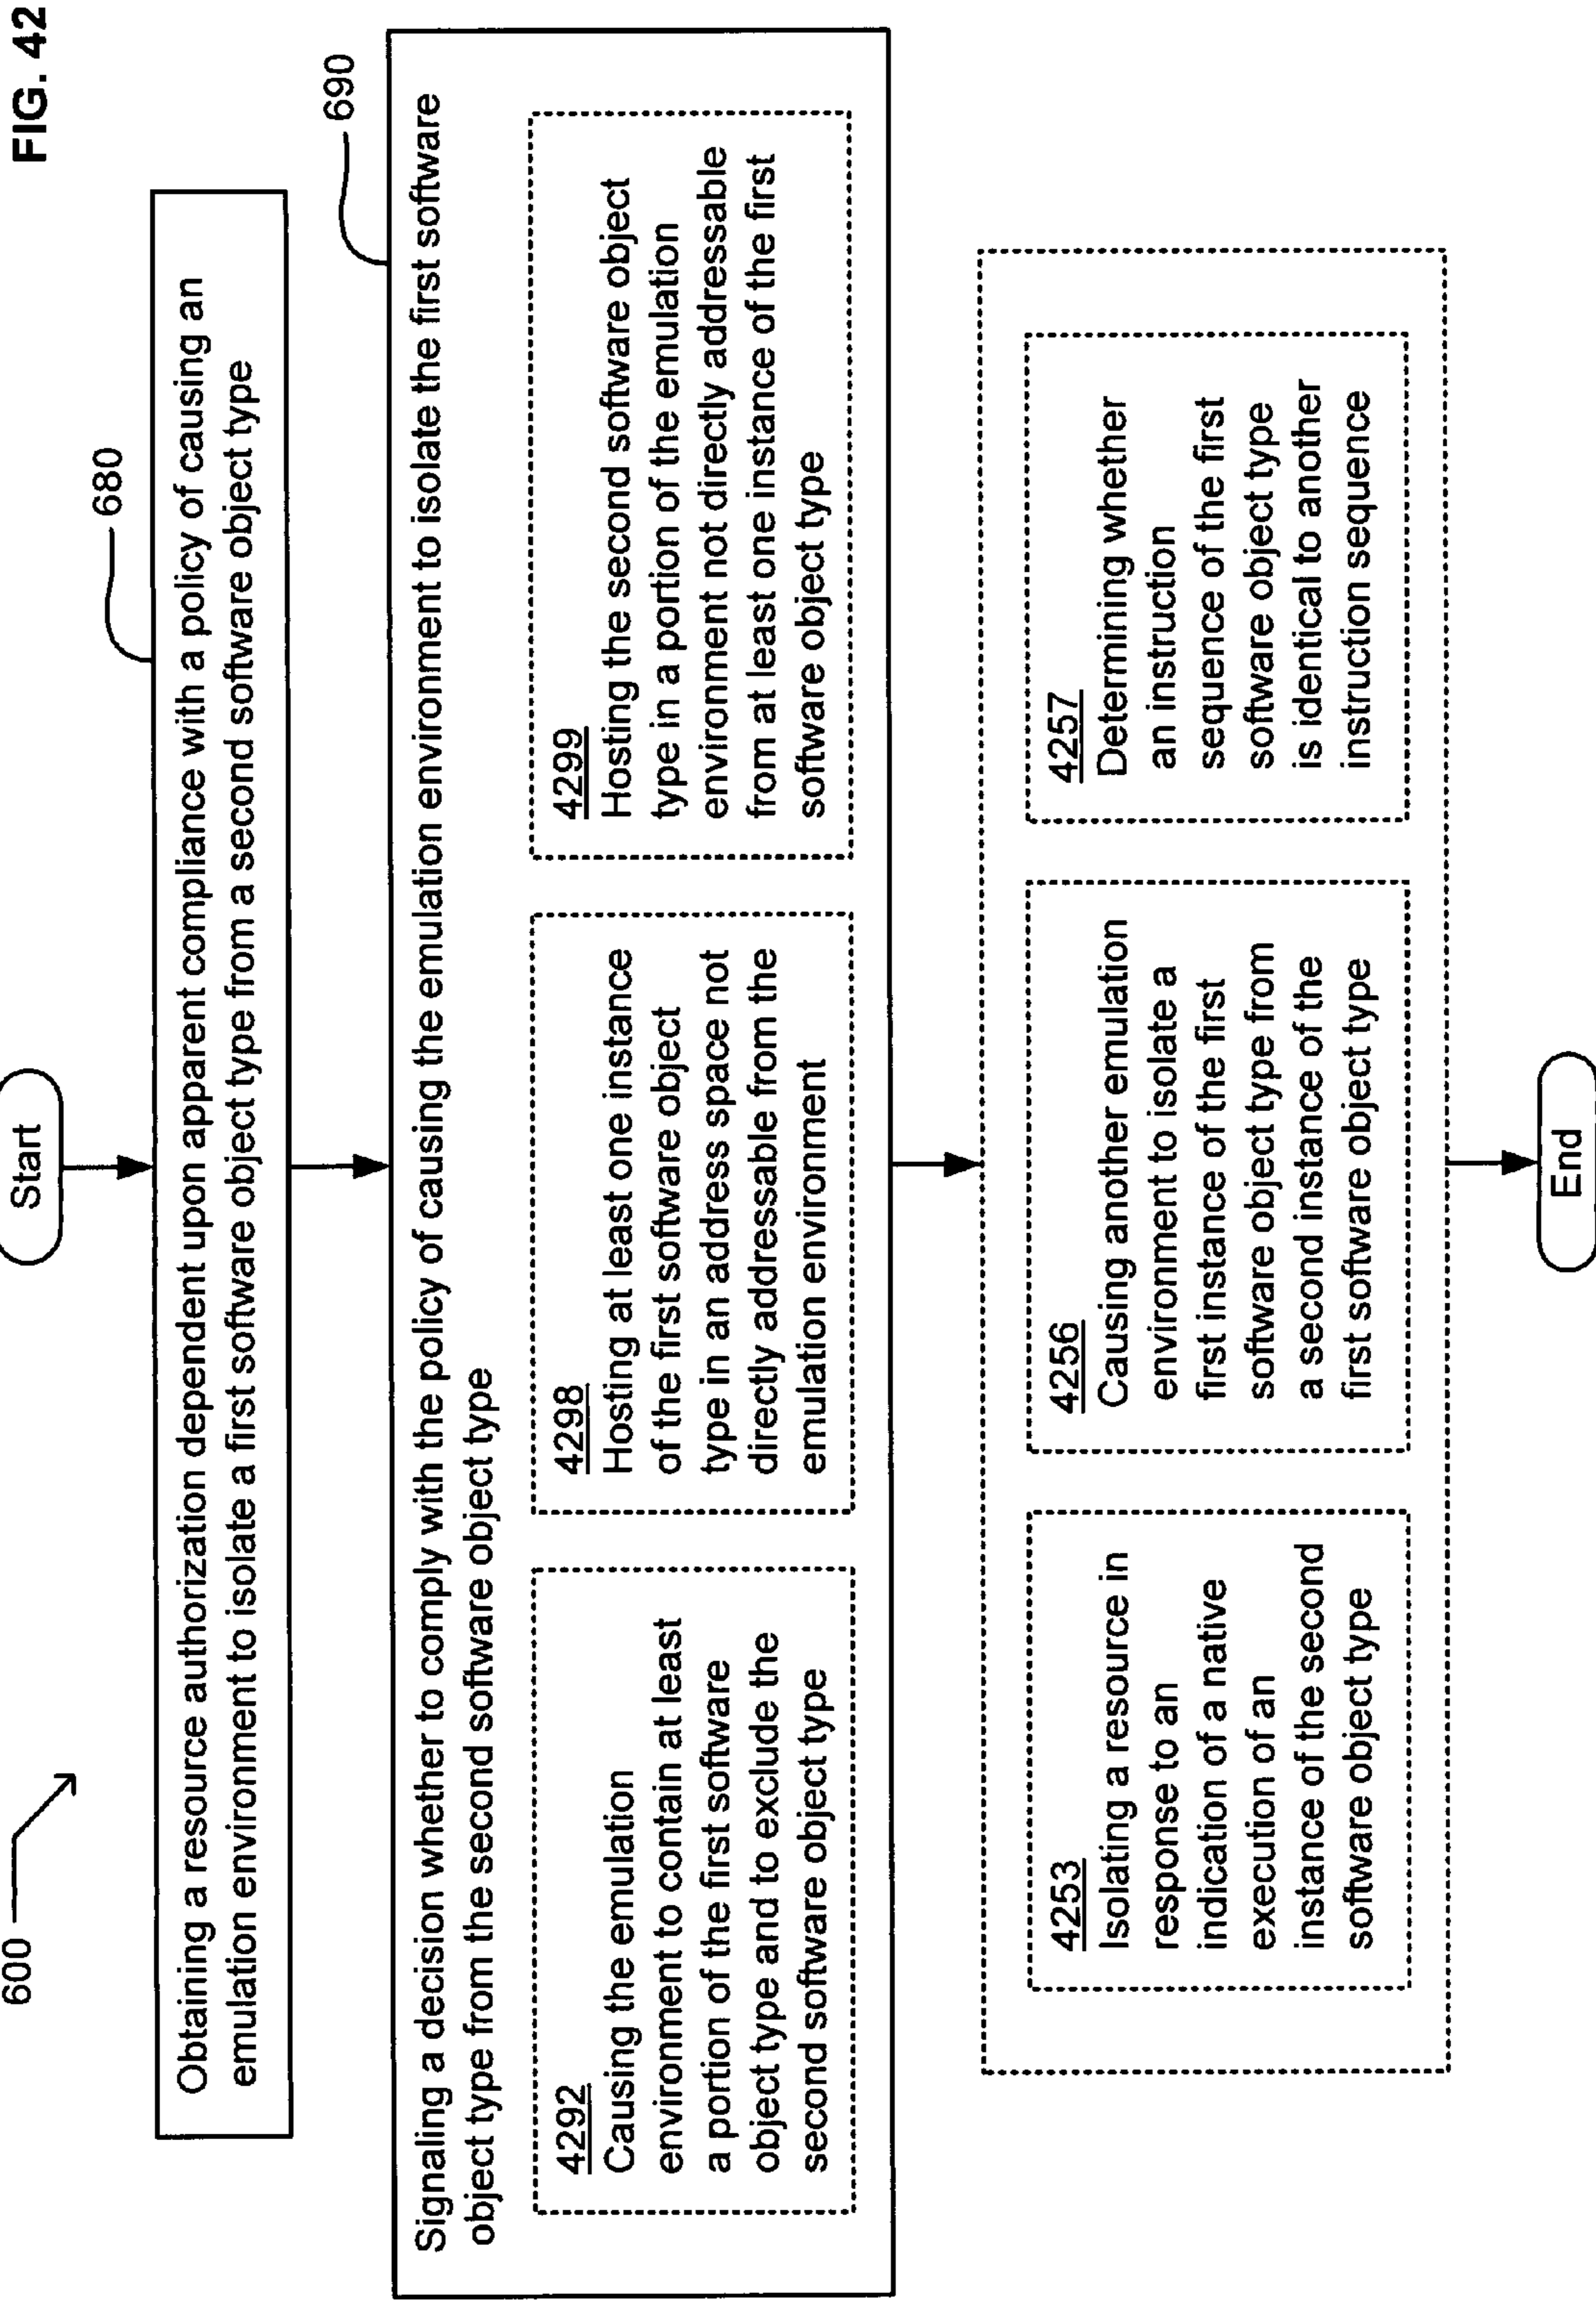 FIG. 42
600
Start
680
Obtaining a resource authorization dependent upon apparent compliance with a policy of causing an
emulation environment to isolate a first software object type from a second software object type
690
Signaling a decision whether to comply with the policy of causing the emulation environment to isolate the first software
object type from the second software object type
4292
Causing the emulation
environment to contain at least
a portion of the first software
object type and to exclude the
second software object type
4298
Hosting at least one instance
of the first software object
type in an address space not
directly addressable from the
emulation environment
4299
Hosting the second software object
type in a portion of the emulation
environment not directly addressable
from at least one instance of the first
software object type
4253
Isolating a resource in
response to an
indication of a native
execution of an
instance of the second
software object type
4256
Causing another emulation
environment to isolate a
first instance of the first
software object type from
a second instance of the
first software object type
4257
Determining whether
an instruction
sequence of the first
software object type
is identical to another
instruction sequence
End